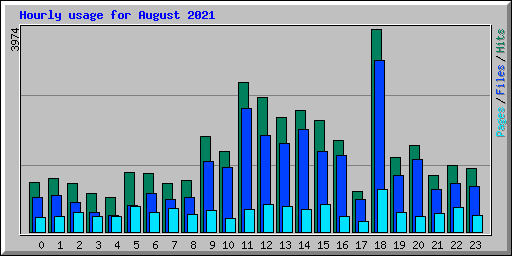 Hourly usage for August 2021
3974
Pages/Files/Hits
0 1 2 3 4 5 6 7 8 9 10 11 12 13 14 15 16 17 18 19 20 21 22 23